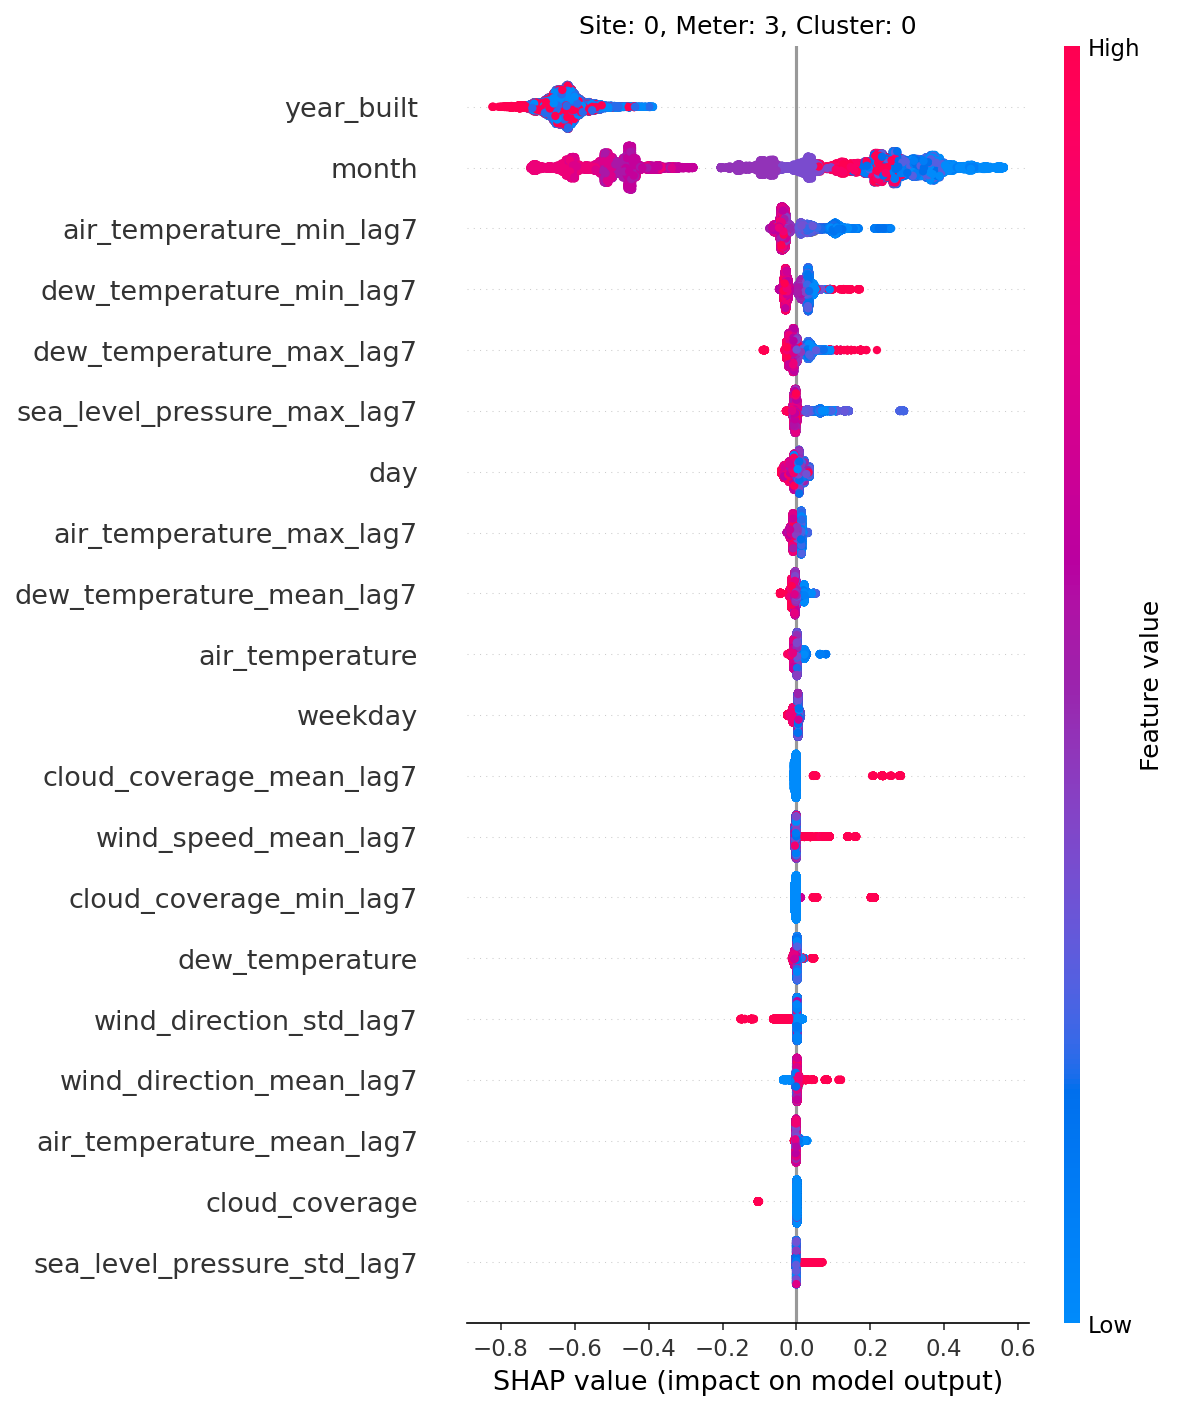 Site: 0, Meter: 3, Cluster: 0
High
year_built
month
air_temperature_min_lag7
dew_temperature_min_lag7
dew_temperature_max_lag7
sea_level_pressure_max_lag7
day
air_temperature_max_lag7
dew_temperature_mean_lag7
air_temperature
weekday
cloud_coverage_mean_lag7
wind_speed_mean_lag7
cloud_coverage_min_lag7
dew_temperature
wind_direction_std_lag7
wind_direction_mean_lag7
air_temperature_mean_lag7
cloud_coverage
sea_level_pressure_std_lag7
Feature value
Low
−0.8 −0.6 −0.4 −0.2 0.0 0.2 0.4 0.6
SHAP value (impact on model output)